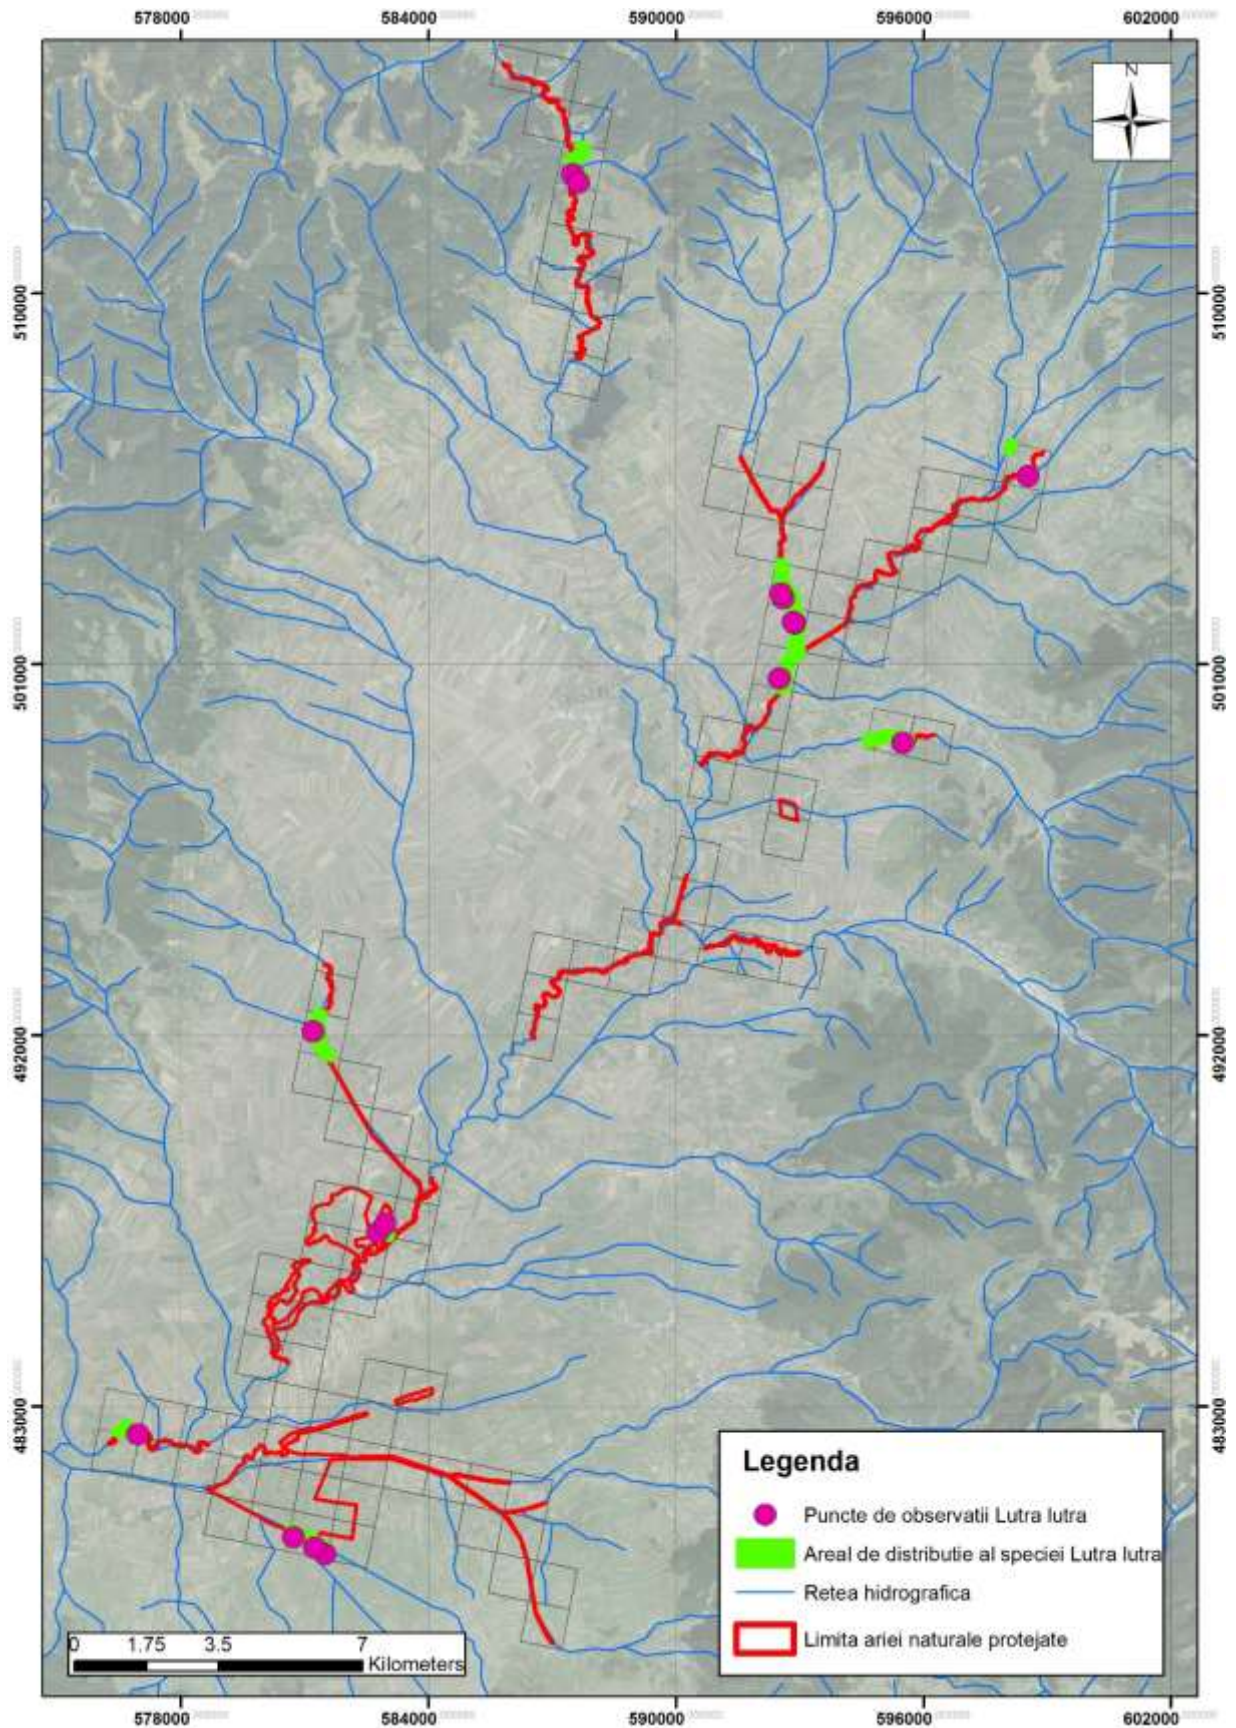 578000 584000 590000 596000 602000
N
510000 510000
501000 501000
492000 492000
483000 483000
Legenda
Puncte de observatii Lutra lutra
Areal de distributie al speciei Lutra lutra
Retea hidrografica
Limita ariei naturale protejate
0 1.75 3.5 7
Kilometers
578000 584000 590000 596000 602000